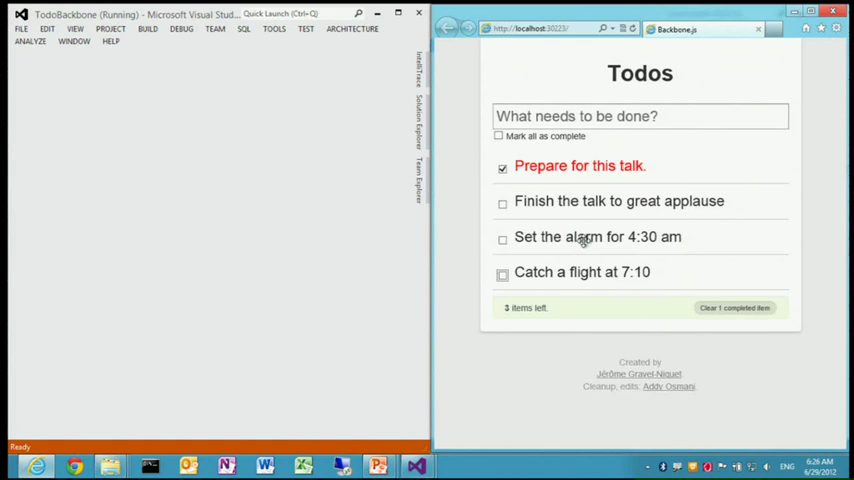 TodoBackbone (Running) - Microsoft Visual Stud...
Quick Launch (Ctrl+Q)
FILE EDIT VIEW PROJECT BUILD DEBUG TEAM SQL TOOLS TEST ARCHITECTURE
ANALYZE WINDOW HELP
IntelliTrace
Solution Explorer
Team Explorer
Ready
http://localhost:30223/
Backbone.js
Todos
What needs to be done?
Mark all as complete
Prepare for this talk.
Finish the talk to great applause
Set the alarm for 4:30 am
Catch a flight at 7:10
3 items left.
Clear 1 completed item
Created by
Jérôme Gravel-Niquet
Cleanup, edits: Addy Osmani.
ENG
6:26 AM
6/29/2012